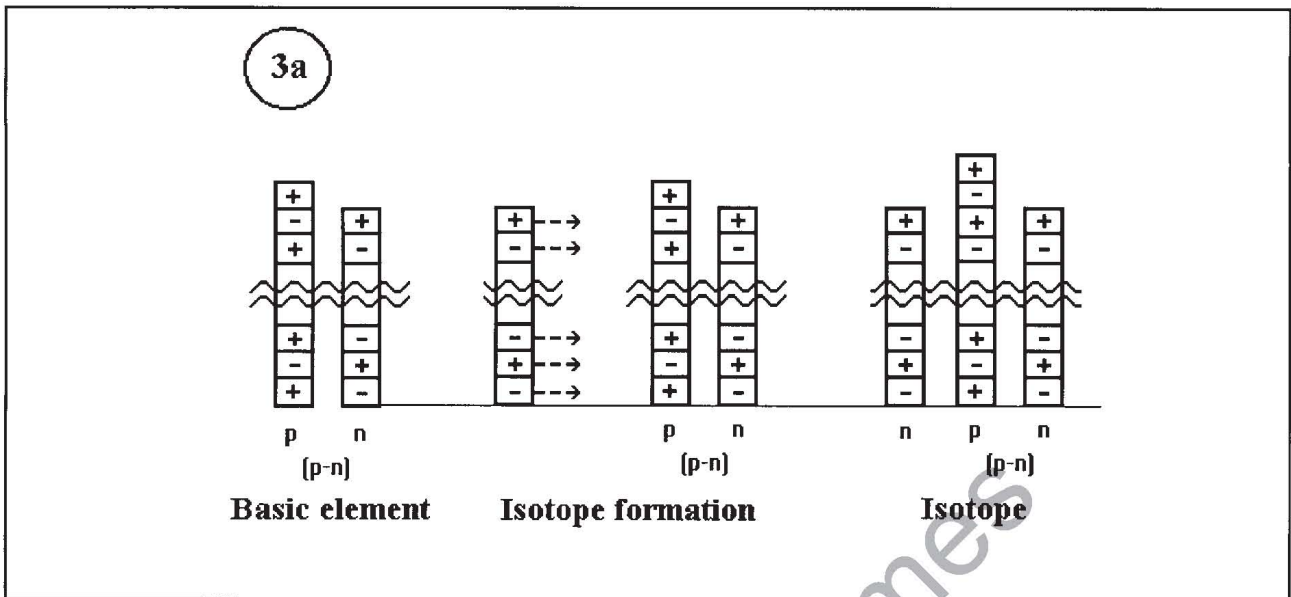 3a
+ + +
- + + - + - +
+ - - + - - + -
+ - - + - - + -
- + + - + + - +
+ - - + - - + -
p n p n n p n
(p-n) (p-n) (p-n)
Basic element Isotope formation Isotope